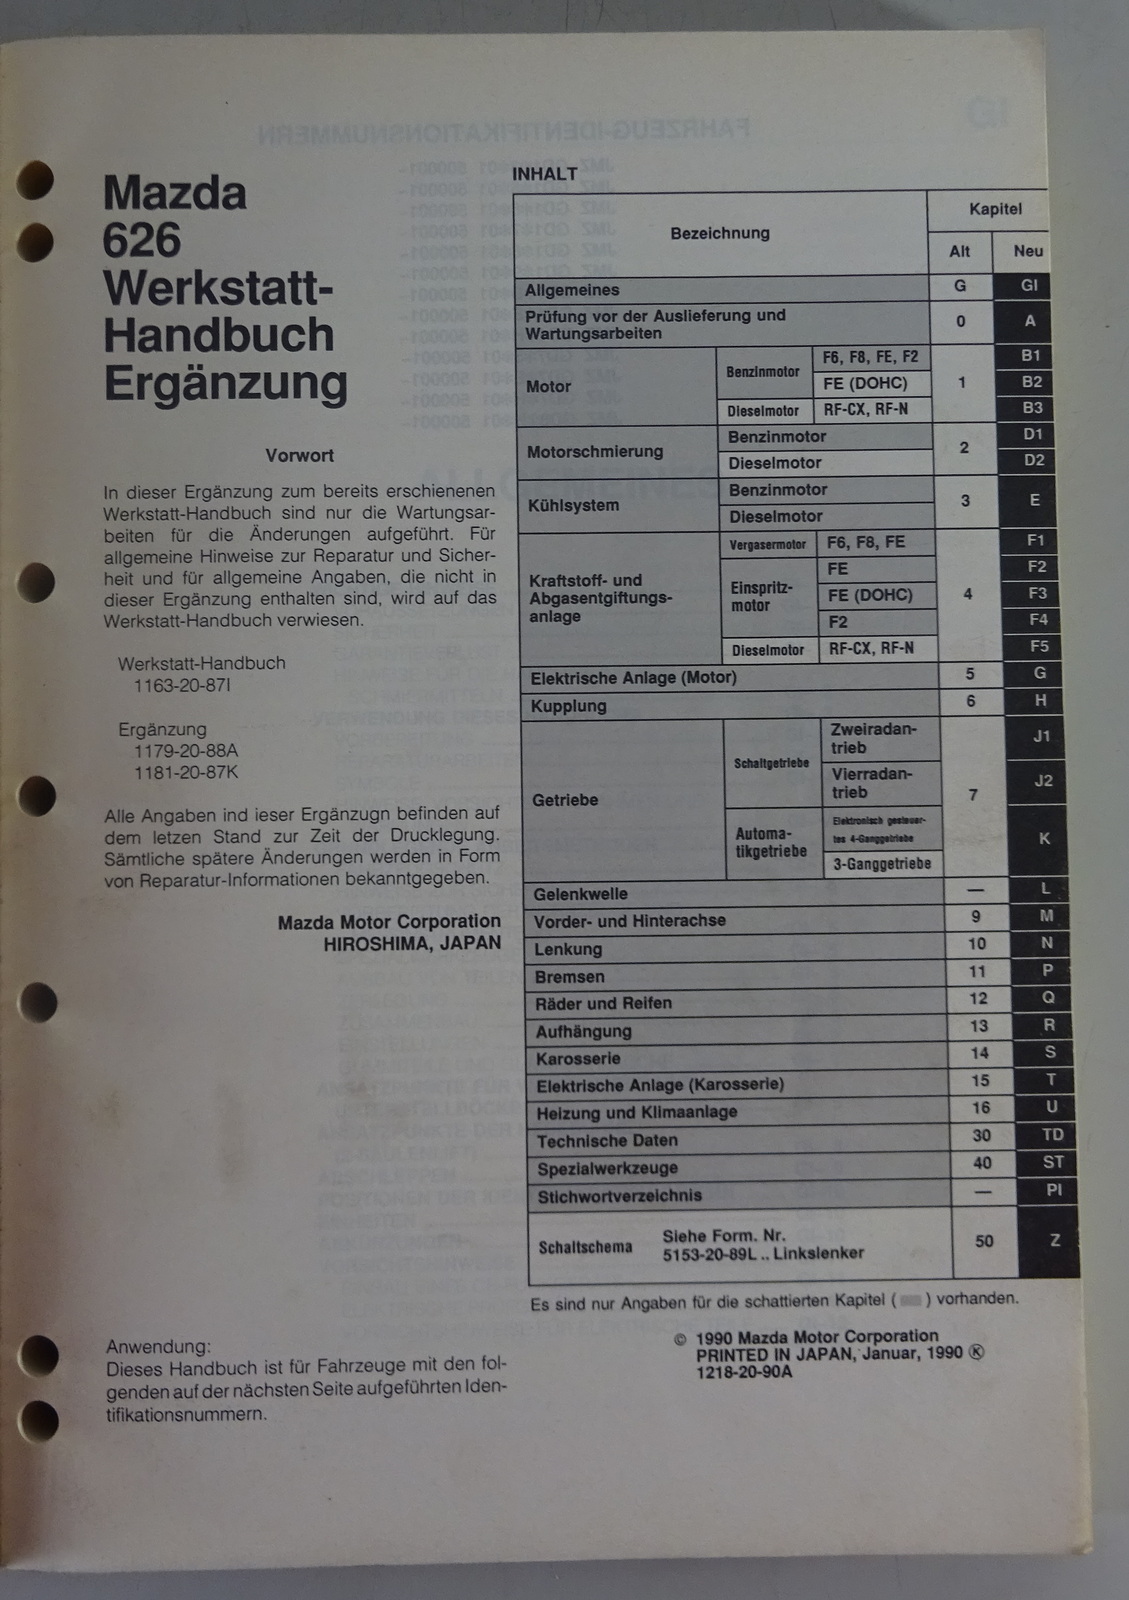 Mazda
626
Werkstatt-
Handbuch
Ergänzung
Vorwort
In dieser Ergänzung zum bereits erschienenen
Werkstatt-Handbuch sind nur die Wartungsar-
beiten für die Änderungen aufgeführt. Für
allgemeine Hinweise zur Reparatur und Sicher-
heit und für allgemeine Angaben, die nicht in
dieser Ergänzung enthalten sind, wird auf das
Werkstatt-Handbuch verwiesen.
Werkstatt-Handbuch
1163-20-87I
Ergänzung
1179-20-88A
1181-20-87K
Alle Angaben ind ieser Ergänzugn befinden auf
dem letzen Stand zur Zeit der Drucklegung.
Sämtliche spätere Änderungen werden in Form
von Reparatur-Informationen bekanntgegeben.
Mazda Motor Corporation
HIROSHIMA, JAPAN
Anwendung:
Dieses Handbuch ist für Fahrzeuge mit den fol-
genden auf der nächsten Seite aufgeführten Iden-
tifikationsnummern.
INHALT
Bezeichnung Kapitel
Alt Neu
Allgemeines G GI
Prüfung vor der Auslieferung und
Wartungsarbeiten 0 A
Motor Benzinmotor F6, F8, FE, F2 1 B1
FE (DOHC) B2
Dieselmotor RF-CX, RF-N B3
Motorschmierung Benzinmotor 2 D1
Dieselmotor D2
Kühlsystem Benzinmotor 3 E
Dieselmotor
Kraftstoff- und
Abgasentgiftungs-
anlage
Vergasermotor F6, F8, FE 4 F1
Einspritz-
motor
FE F2
FE (DOHC) F3
F2 F4
Dieselmotor RF-CX, RF-N F5
Elektrische Anlage (Motor) 5 G
Kupplung 6 H
Getriebe Schaltgetriebe 7
Zweiradan-
trieb J1
Vierradan-
trieb J2
Automa-
tikgetriebe
Elektronisch gesteuer-
tes 4-Ganggetriebe K
3-Ganggetriebe
Gelenkwelle — L
Vorder- und Hinterachse 9 M
Lenkung 10 N
Bremsen 11 P
Räder und Reifen 12 Q
Aufhängung 13 R
Karosserie 14 S
Elektrische Anlage (Karosserie) 15 T
Heizung und Klimaanlage 16 U
Technische Daten 30 TD
Spezialwerkzeuge 40 ST
Stichwortverzeichnis — PI
Schaltschema Siehe Form. Nr.
5153-20-89L .. Linkslenker 50 Z
Es sind nur Angaben für die schattierten Kapitel ( ) vorhanden.
© 1990 Mazda Motor Corporation
PRINTED IN JAPAN, Januar, 1990 Ⓚ
1218-20-90A